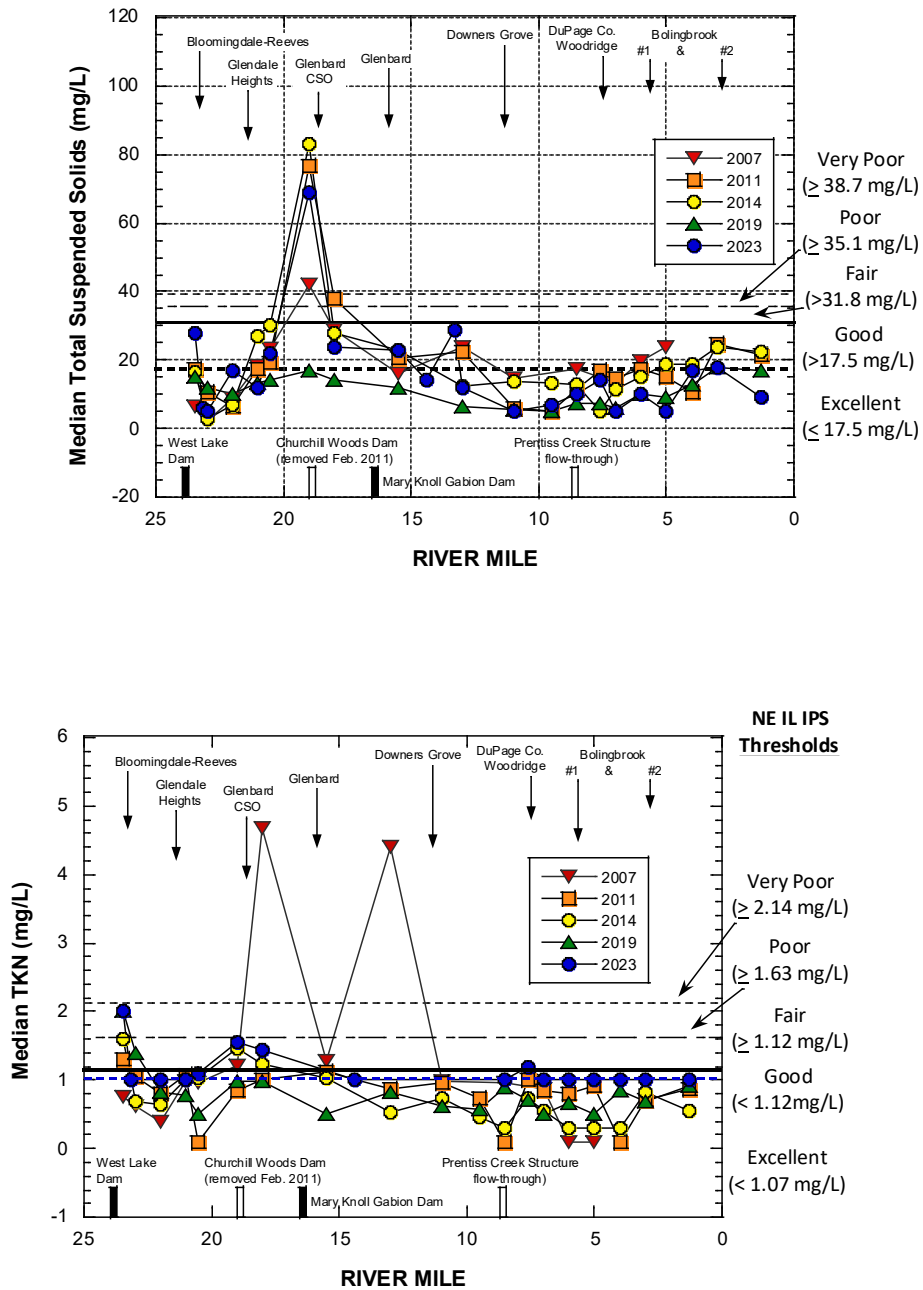 120
100
80
60
40
20
0
-20
Median Total Suspended Solids (mg/L)
Bloomingdale-Reeves
Glendale
Heights
Glenbard
CSO
Glenbard
Downers Grove
DuPage Co.
Woodridge
Bolingbrook
#1 & #2
2007
2011
2014
2019
2023
Very Poor
(≥ 38.7 mg/L)
Poor
(≥ 35.1 mg/L)
Fair
(>31.8 mg/L)
Good
(>17.5 mg/L)
Excellent
(≤ 17.5 mg/L)
West Lake
Dam
Churchill Woods Dam
(removed Feb. 2011)
Mary Knoll Gabion Dam
Prentiss Creek Structure
flow-through)
25 20 15 10 5 0
RIVER MILE
NE IL IPS
Thresholds
6
5
4
3
2
1
0
-1
Median TKN (mg/L)
Bloomingdale-Reeves
Glendale
Heights
Glenbard
CSO
Glenbard
Downers Grove
DuPage Co.
Woodridge
Bolingbrook
#1 & #2
2007
2011
2014
2019
2023
Very Poor
(≥ 2.14 mg/L)
Poor
(≥ 1.63 mg/L)
Fair
(≥ 1.12 mg/L)
Good
(< 1.12mg/L)
Excellent
(< 1.07 mg/L)
West Lake
Dam
Churchill Woods Dam
(removed Feb. 2011)
Mary Knoll Gabion Dam
Prentiss Creek Structure
flow-through)
25 20 15 10 5 0
RIVER MILE